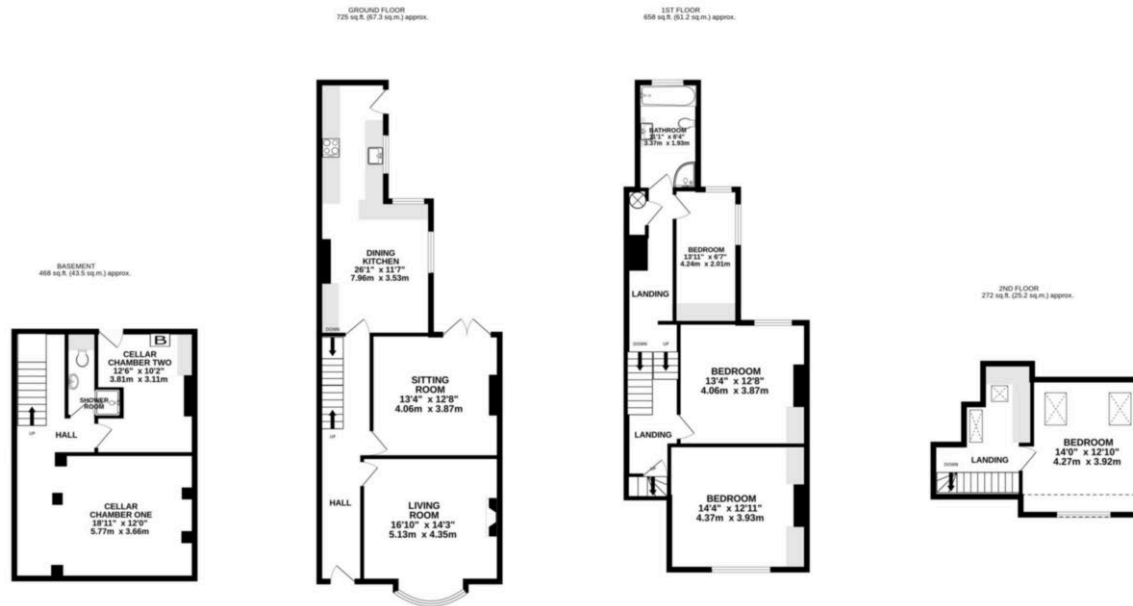 BASEMENT
468 sq.ft. (43.5 sq.m.) approx.
B
CELLAR
CHAMBER TWO
12'6" x 10'2"
3.81m x 3.11m
SHOWER
ROOM
UP
HALL
CELLAR
CHAMBER ONE
18'11" x 12'0"
5.77m x 3.66m
GROUND FLOOR
725 sq.ft. (67.3 sq.m.) approx.
DINING
KITCHEN
26'1" x 11'7"
7.96m x 3.53m
DOWN
UP
SITTING
ROOM
13'4" x 12'8"
4.06m x 3.87m
HALL
LIVING
ROOM
16'10" x 14'3"
5.13m x 4.35m
1ST FLOOR
658 sq.ft. (61.2 sq.m.) approx.
BATHROOM
11'1" x 6'4"
3.37m x 1.93m
BEDROOM
13'11" x 6'7"
4.24m x 2.01m
LANDING
DOWN
UP
BEDROOM
13'4" x 12'8"
4.06m x 3.87m
LANDING
UP
BEDROOM
14'4" x 12'11"
4.37m x 3.93m
2ND FLOOR
272 sq.ft. (25.2 sq.m.) approx.
BEDROOM
14'0" x 12'10"
4.27m x 3.92m
LANDING
DOWN